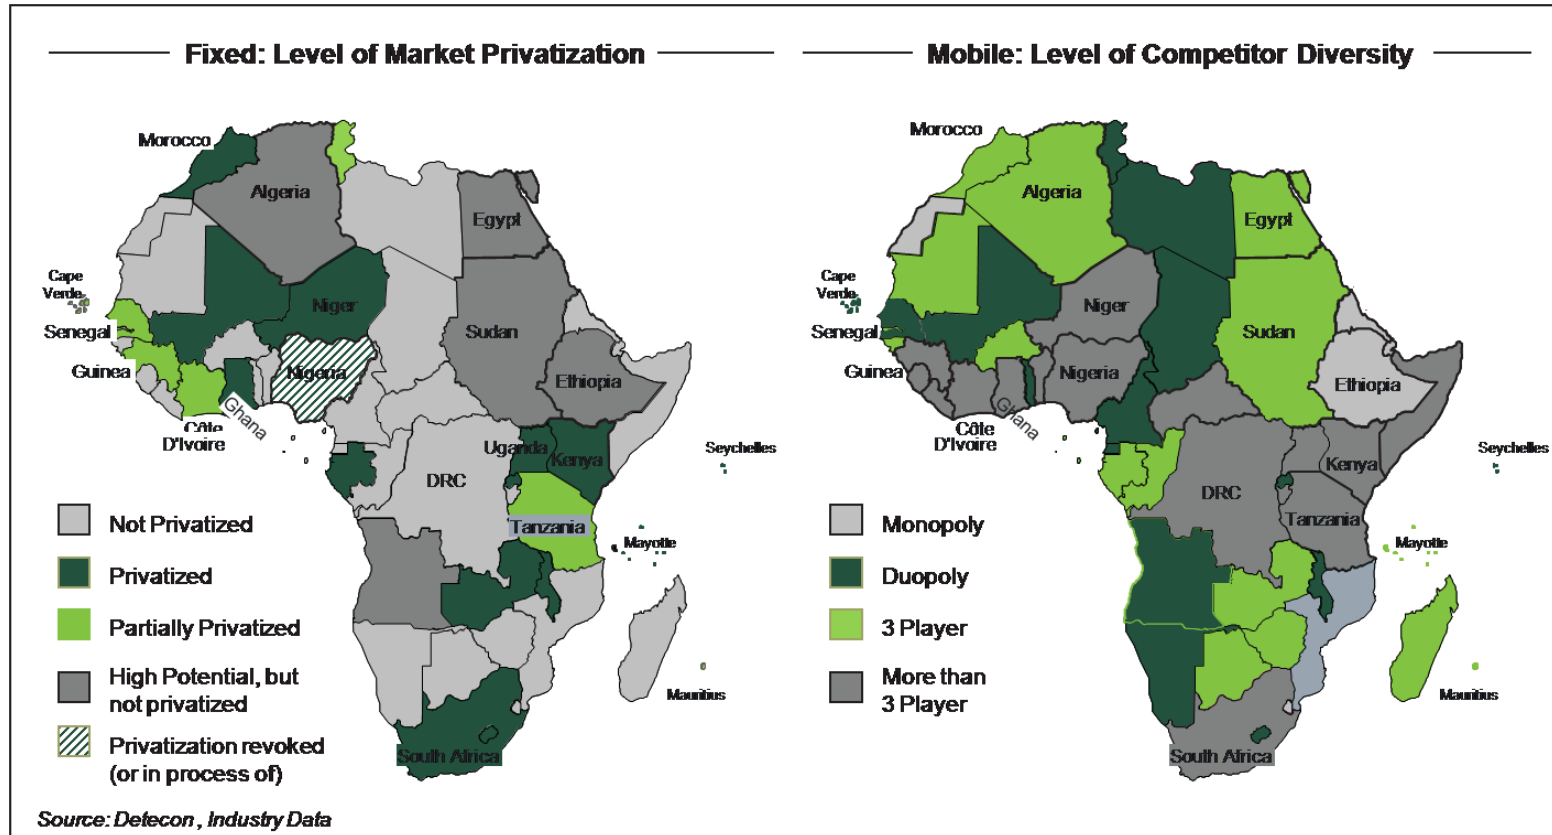 Fixed: Level of Market Privatization
Morocco
Algeria
Egypt
Cape
Verde
Niger
Senegal
Sudan
Guinea
Nigeria
Ethiopia
Ghana
Côte
D'Ivoire
Uganda
Kenya
Seychelles
DRC
Tanzania
Mayotte
Mauritius
South Africa
Not Privatized
Privatized
Partially Privatized
High Potential, but
not privatized
Privatization revoked
(or in process of)
Source: Detecon , Industry Data
Mobile: Level of Competitor Diversity
Morocco
Algeria
Egypt
Cape
Verde
Niger
Senegal
Sudan
Guinea
Nigeria
Ethiopia
Ghana
Côte
D'Ivoire
Kenya
Seychelles
DRC
Tanzania
Mayotte
Mauritius
South Africa
Monopoly
Duopoly
3 Player
More than
3 Player